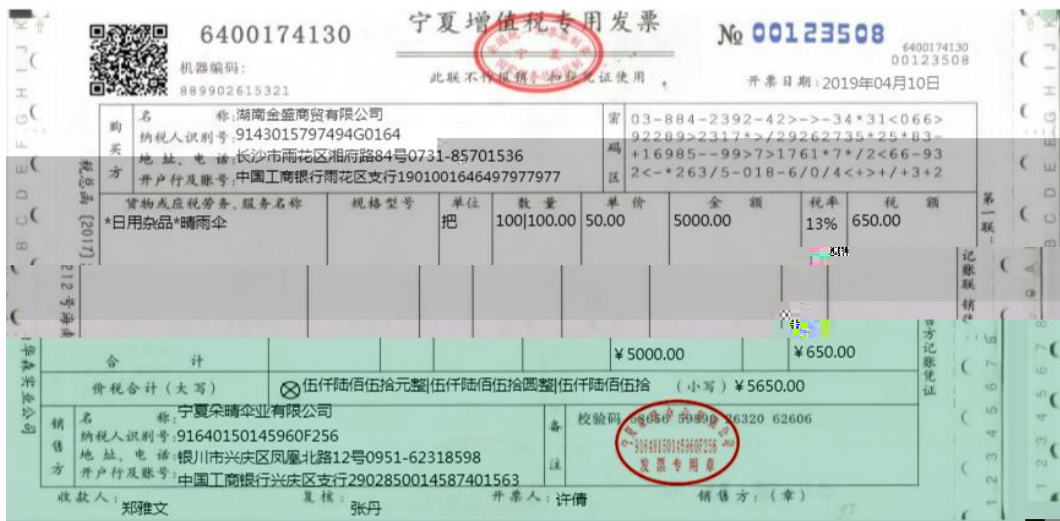 宁夏增值税专用发票
6400174130
№ 00123508
6400174130
00123508
机器编码:
889902615321
开票日期:2019年04月10日
购买方
名 称:湖南金盛商贸有限公司
纳税人识别号:9143015797494G0164
地 址、电 话:长沙市雨花区湘府路84号0731-85701536
开户行及账号:中国工商银行雨花区支行1901001646497977977
密码区
03-884-2392-42>->-34*31<066>
92289>2317*>/29262735*25*83-
+16985--99>7>1761*7*/2<66-93
2<-*263/5-018-6/0/4<+>+/+3+2
货物或应税劳务、服务名称 规格型号 单位 数 量 单 价 金 额 税率 税 额
*日用杂品*晴雨伞 把 100|100.00 50.00 5000.00 13% 650.00
合 计 ￥5000.00 ￥650.00
价税合计(大写) ⊗伍仟陆佰伍拾元整|伍仟陆佰伍拾圆整|伍仟陆佰伍拾 (小写)￥5650.00
销售方
名 称:宁夏朵晴伞业有限公司
纳税人识别号:91640150145960F256
地 址、电 话:银川市兴庆区凤凰北路12号0951-62318598
开户行及账号:中国工商银行兴庆区支行2902850014587401563
备注
校验码
62606
91640150145960F256
发票专用章
收款人:郑雅文 复核:张丹 开票人:许倩 销售方:(章)
税总函〔2017〕
212号海南
华森实业公司
第一联:
记账联
销售方记账凭证